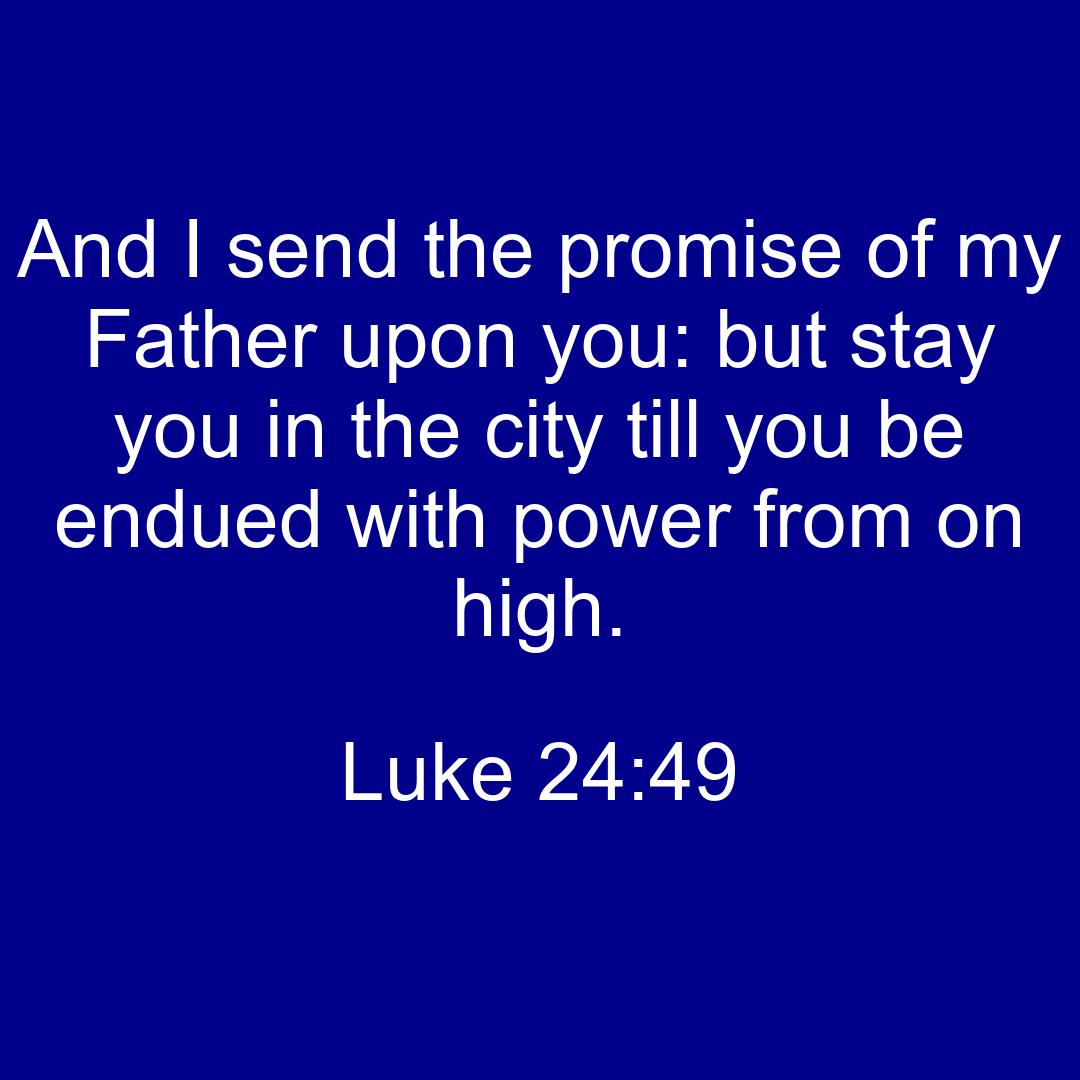 And I send the promise of my
Father upon you: but stay
you in the city till you be
endued with power from on
high.
Luke 24:49